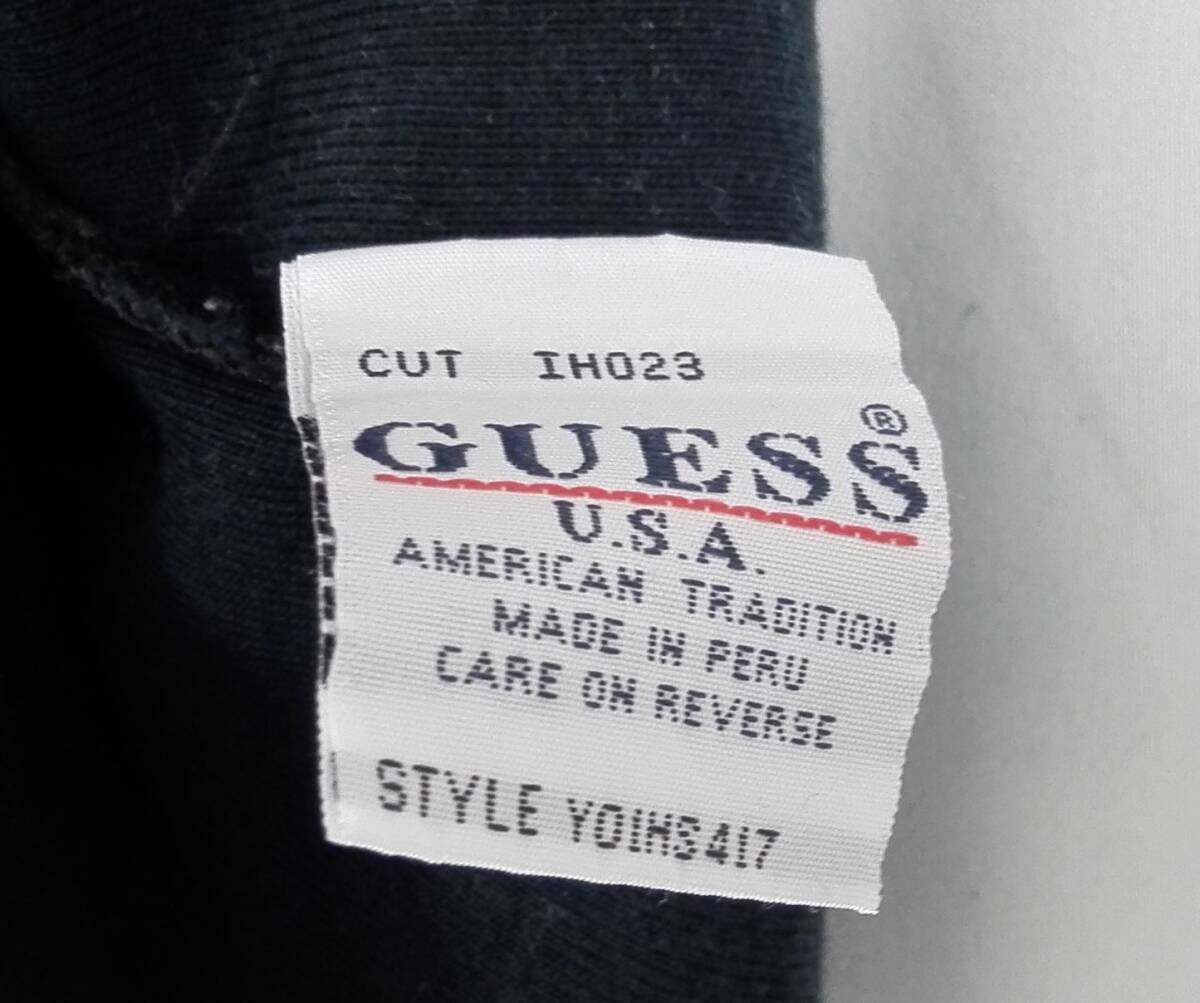 CUT IH023
GUESS®
U.S.A.
AMERICAN TRADITION
MADE IN PERU
CARE ON REVERSE
STYLE Y01HS417